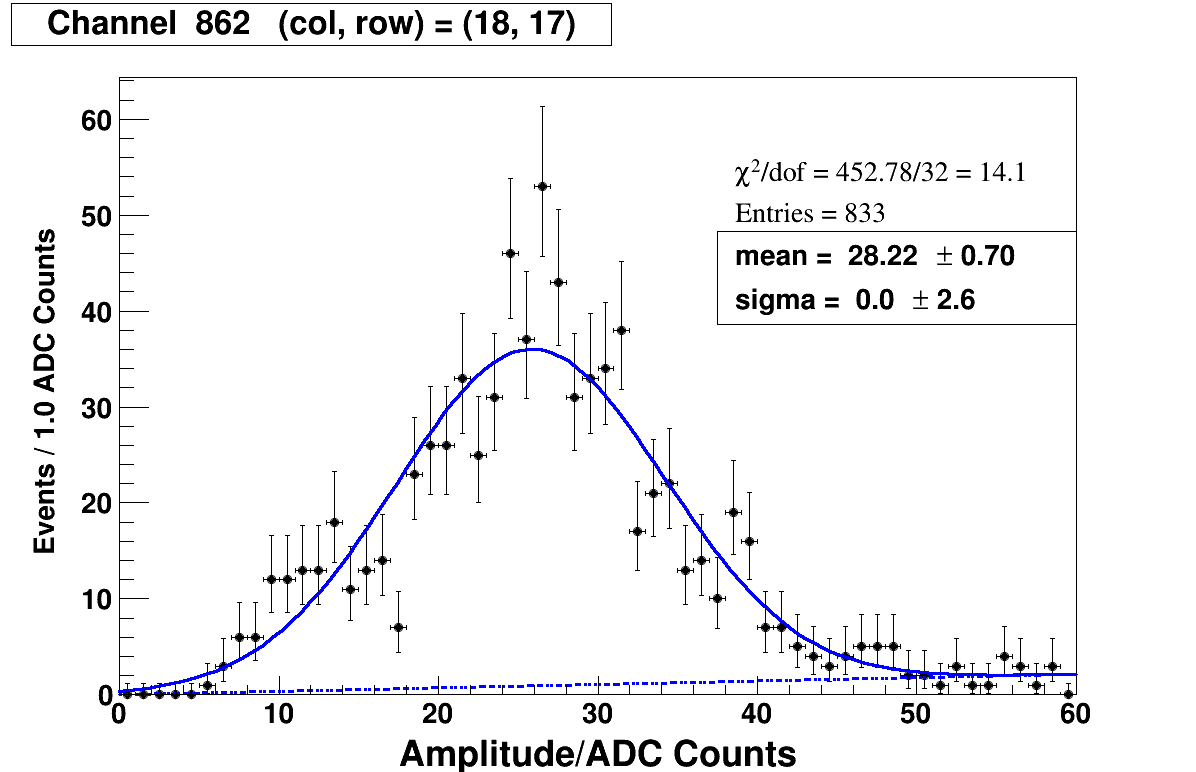 Channel 862 (col, row) = (18, 17)
χ²/dof = 452.78/32 = 14.1
Entries = 833
mean = 28.22 ± 0.70
sigma = 0.0 ± 2.6
Events / 1.0 ADC Counts
60
50
40
30
20
10
0
0 10 20 30 40 50 60
Amplitude/ADC Counts